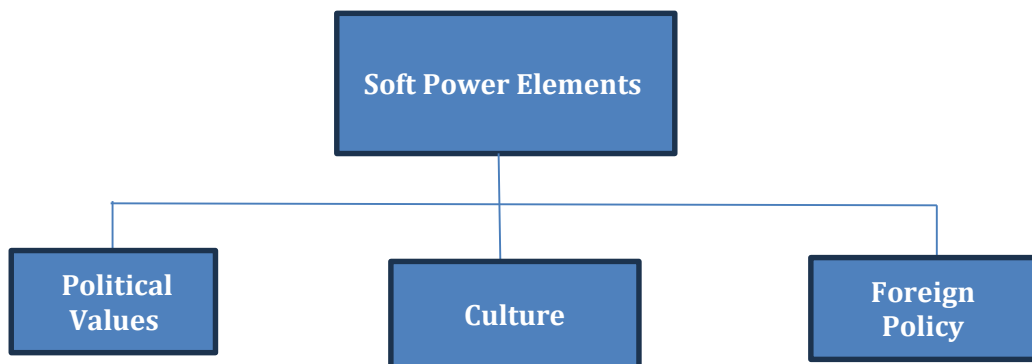 Soft Power Elements
Political
Values
Culture
Foreign
Policy